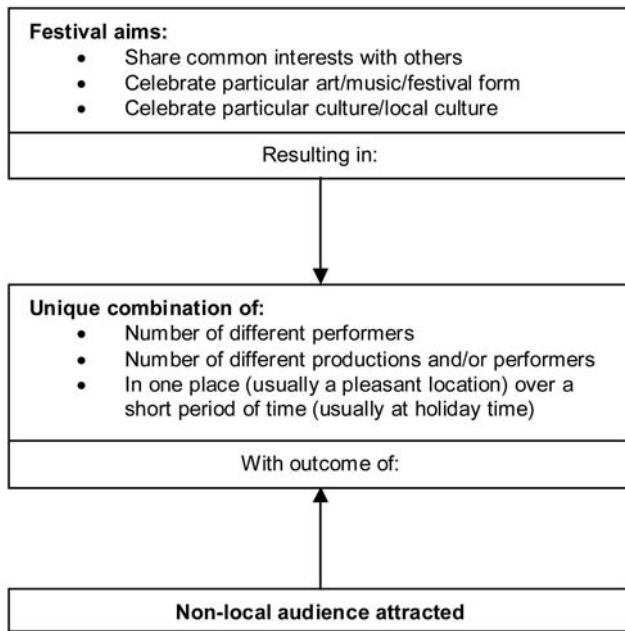 Festival aims:
• Share common interests with others
• Celebrate particular art/music/festival form
• Celebrate particular culture/local culture
Resulting in:
Unique combination of:
• Number of different performers
• Number of different productions and/or performers
• In one place (usually a pleasant location) over a
short period of time (usually at holiday time)
With outcome of:
Non-local audience attracted